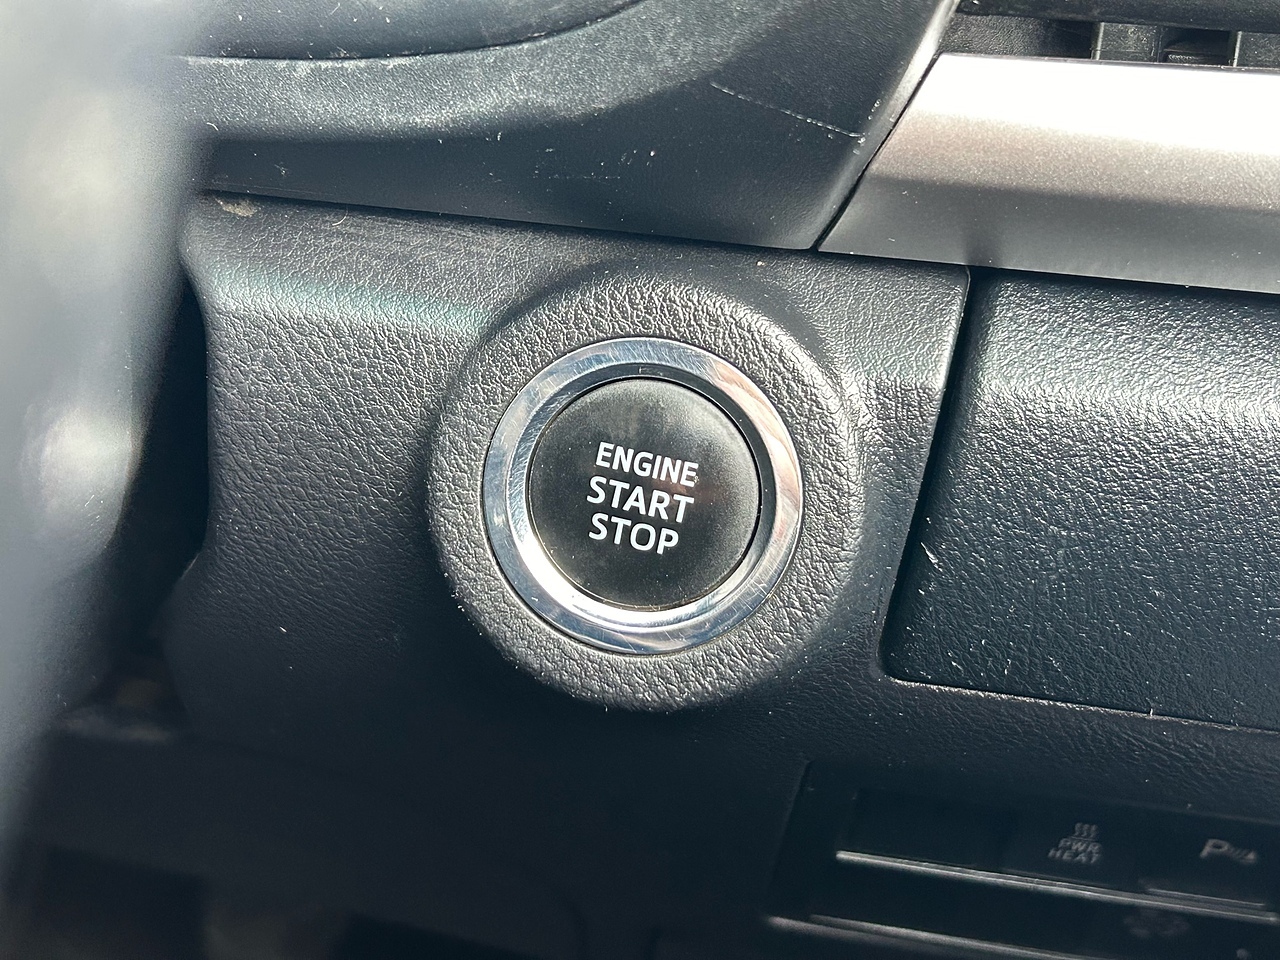 ENGINE
START
STOP
PWR
HEAT
P